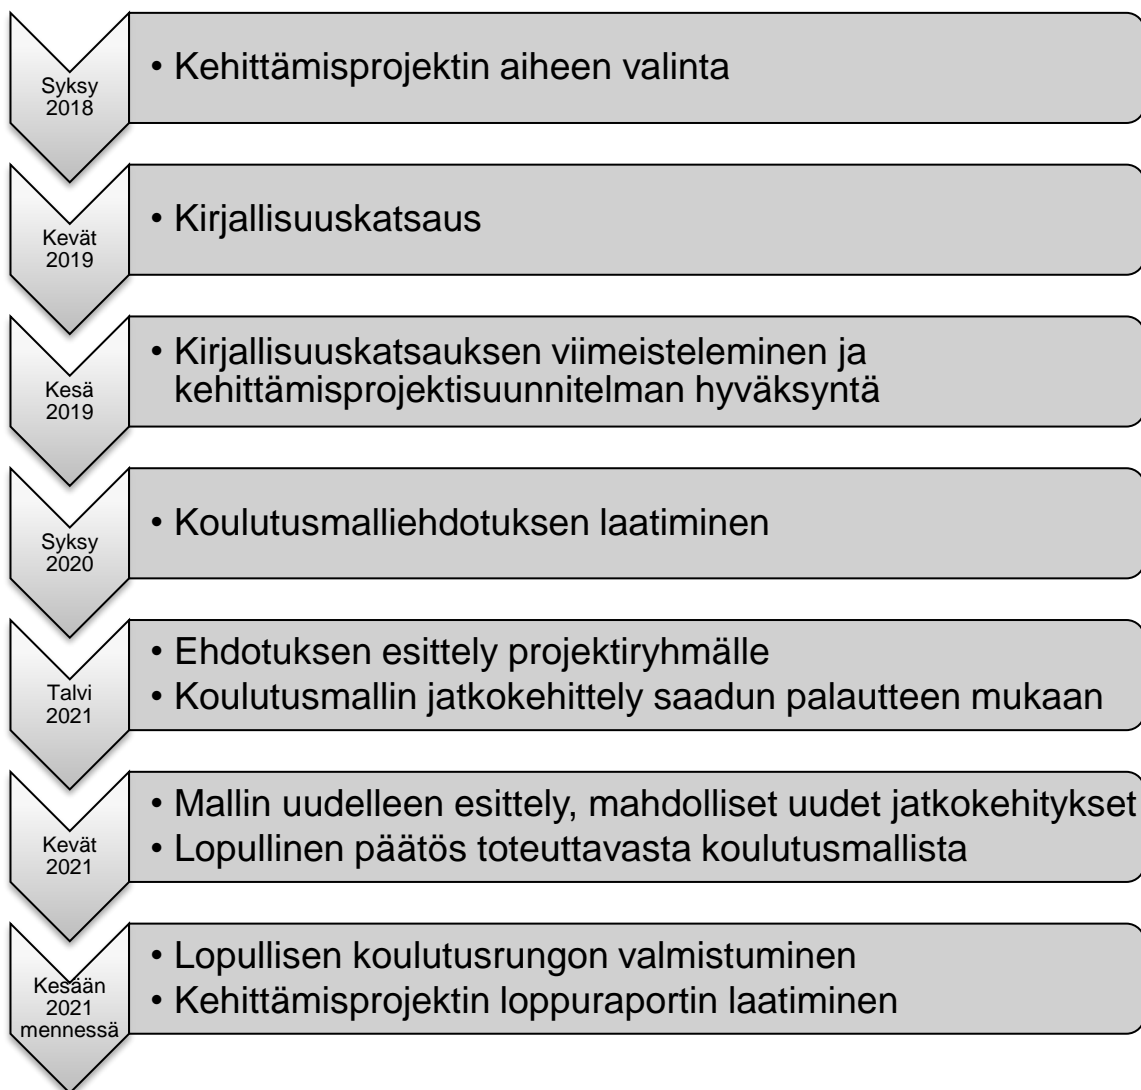 Syksy
2018
• Kehittämisprojektin aiheen valinta
Kevät
2019
• Kirjallisuuskatsaus
Kesä
2019
• Kirjallisuuskatsauksen viimeisteleminen ja
kehittämisprojektisuunnitelman hyväksyntä
Syksy
2020
• Koulutusmalliehdotuksen laatiminen
Talvi
2021
• Ehdotuksen esittely projektiryhmälle
• Koulutusmallin jatkokehittely saadun palautteen mukaan
Kevät
2021
• Mallin uudelleen esittely, mahdolliset uudet jatkokehitykset
• Lopullinen päätös toteuttavasta koulutusmallista
Kesään
2021
mennessä
• Lopullisen koulutusrungon valmistuminen
• Kehittämisprojektin loppuraportin laatiminen